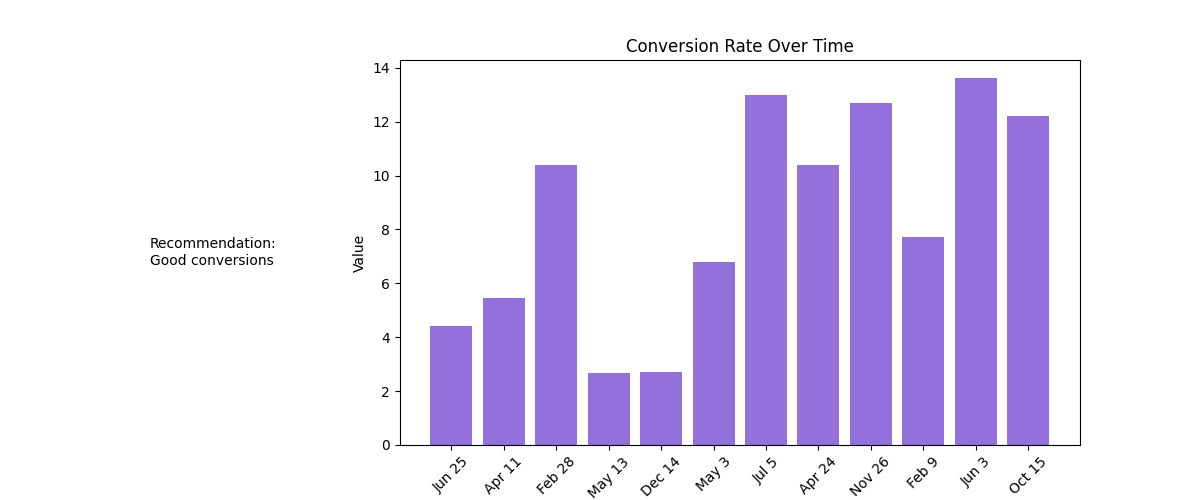 Conversion Rate Over Time
Recommendation:
Good conversions
Value
14
12
10
8
6
4
2
0
Jun 25
Apr 11
Feb 28
May 13
Dec 14
May 3
Jul 5
Apr 24
Nov 26
Feb 9
Jun 3
Oct 15